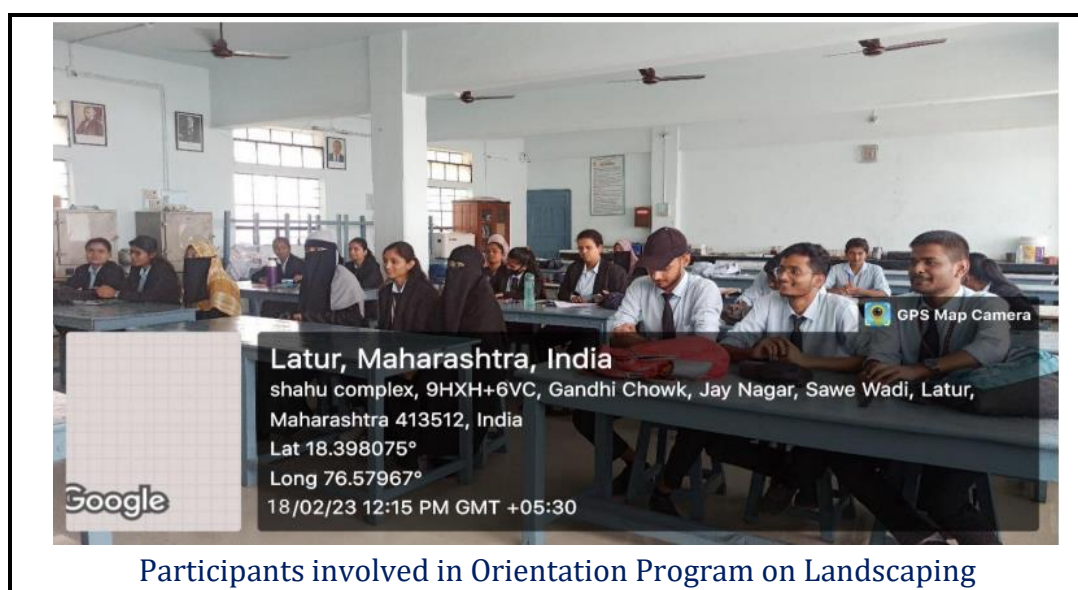 GPS Map Camera
Latur, Maharashtra, India
shahu complex, 9HXH+6VC, Gandhi Chowk, Jay Nagar, Sawe Wadi, Latur,
Maharashtra 413512, India
Lat 18.398075°
Long 76.57967°
Google
18/02/23 12:15 PM GMT +05:30
Participants involved in Orientation Program on Landscaping